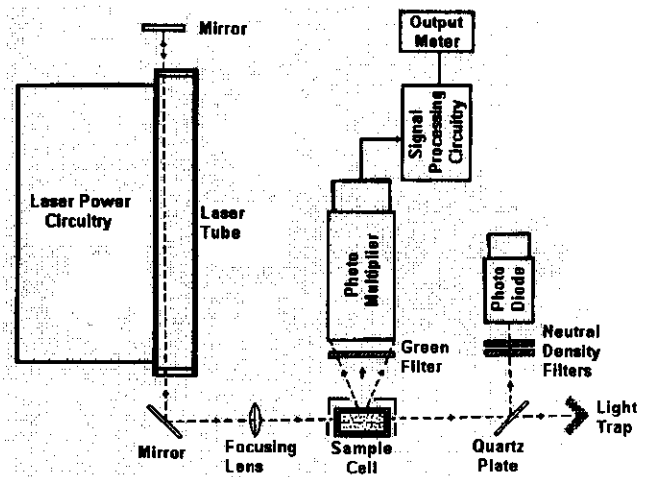 Mirror
Output
Meter
Signal
Processing
Circuitry
Laser Power
Circuitry
Laser
Tube
Photo
Multiplier
Photo
Diode
Green
Filter
Neutral
Density
Filters
Mirror
Focusing
Lens
Sample
Cell
Quartz
Plate
Light
Trap